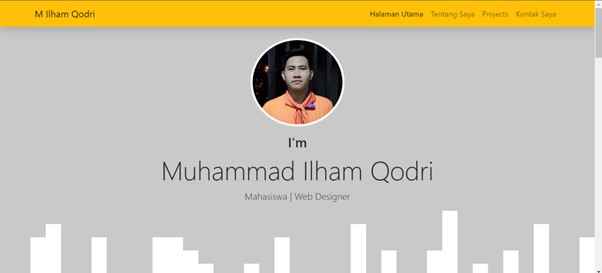 M Ilham Qodri
Halaman Utama Tentang Saya Projects Kontak Saya
I'm
Muhammad Ilham Qodri
Mahasiswa | Web Designer